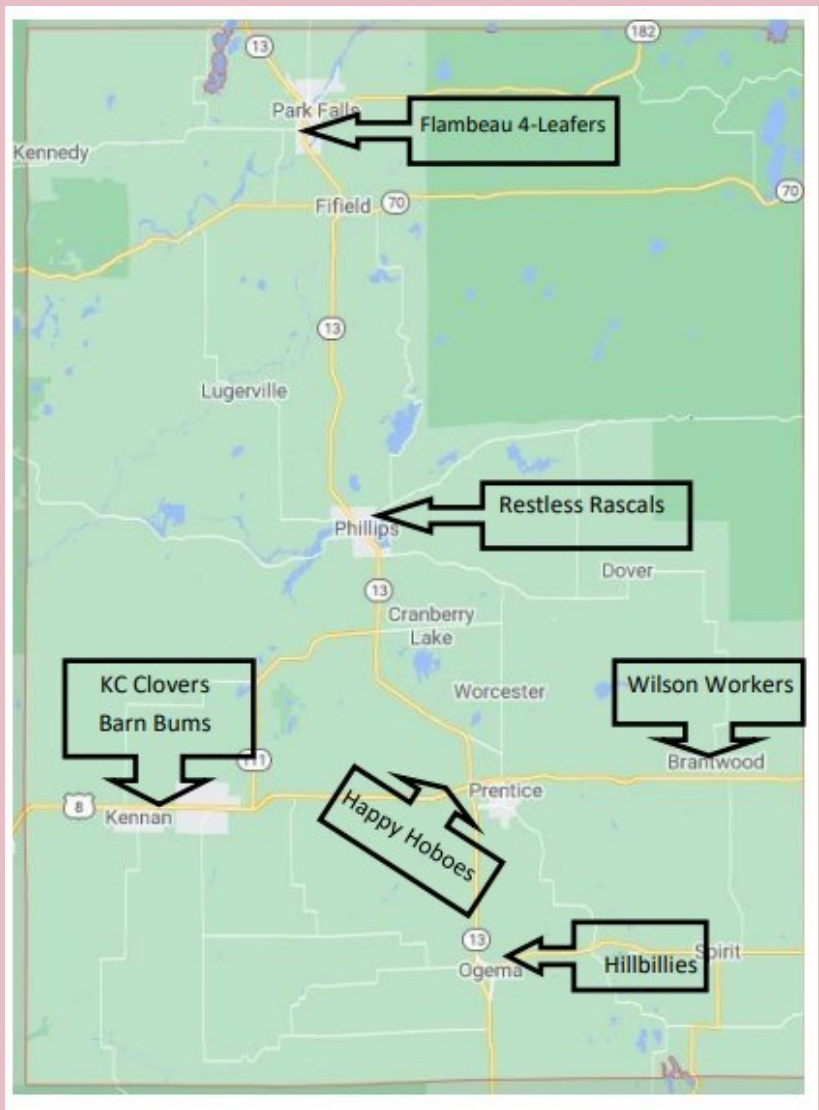 13
182
Park Falls
Flambeau 4-Leafers
Kennedy
Fifield
70
70
13
Lugerville
Restless Rascals
Phillips
Dover
13
Cranberry
Lake
KC Clovers
Barn Bums
Worcester
Wilson Workers
111
Brantwood
8
Kennan
Happy Hoboes
Prentice
13
Ogema
Hillbillies
Spirit